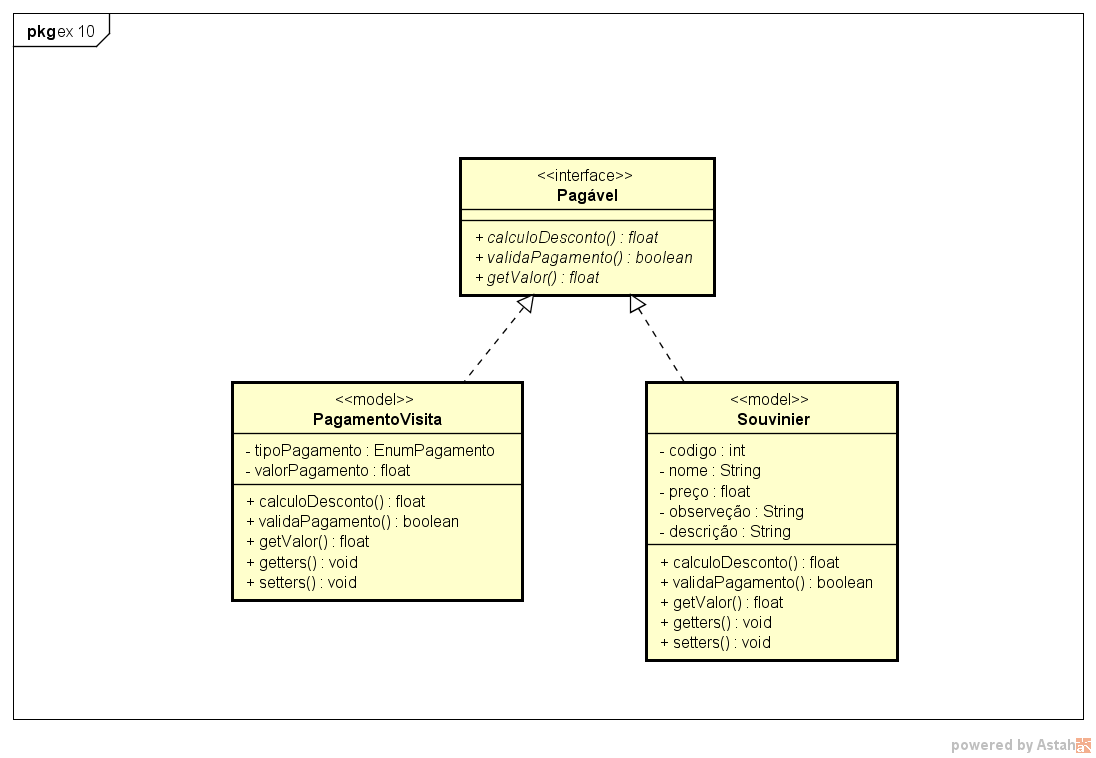 pkg ex 10
<<interface>>
Pagável
+ calculoDesconto() : float
+ validaPagamento() : boolean
+ getValor() : float
<<model>>
PagamentoVisita
- tipoPagamento : EnumPagamento
- valorPagamento : float
+ calculoDesconto() : float
+ validaPagamento() : boolean
+ getValor() : float
+ getters() : void
+ setters() : void
<<model>>
Souvinier
- codigo : int
- nome : String
- preço : float
- observeção : String
- descrição : String
+ calculoDesconto() : float
+ validaPagamento() : boolean
+ getValor() : float
+ getters() : void
+ setters() : void
powered by Astah